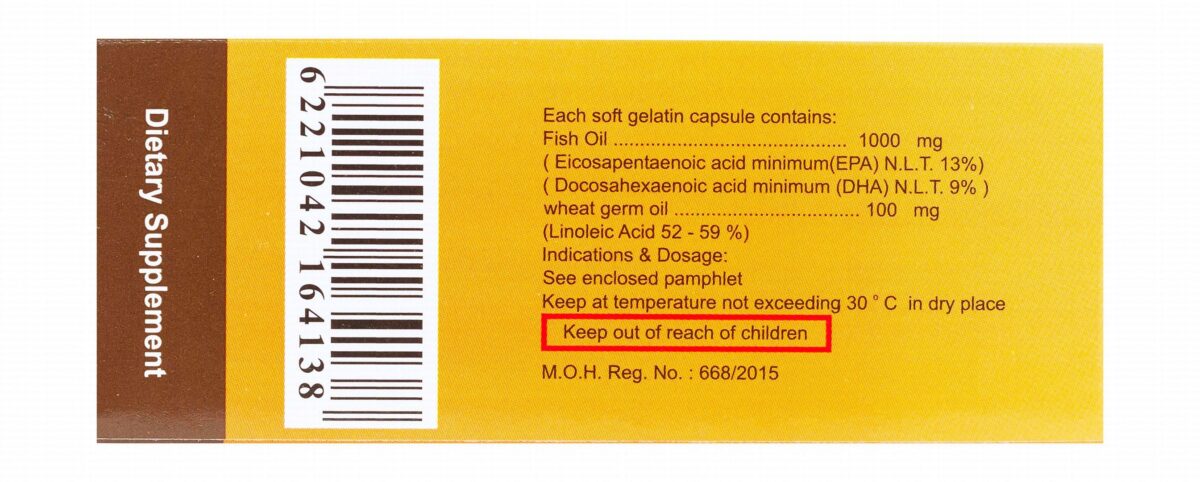 Dietary Supplement
6221042 164138
Each soft gelatin capsule contains:
Fish Oil ............................................. 1000 mg
( Eicosapentaenoic acid minimum(EPA) N.L.T. 13%)
( Docosahexaenoic acid minimum (DHA) N.L.T. 9% )
wheat germ oil .................................... 100 mg
(Linoleic Acid 52 - 59 %)
Indications & Dosage:
See enclosed pamphlet
Keep at temperature not exceeding 30 ° C in dry place
Keep out of reach of children
M.O.H. Reg. No. : 668/2015